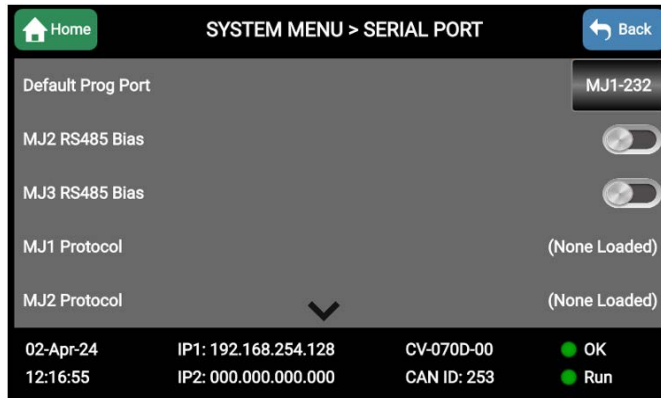 Home SYSTEM MENU > SERIAL PORT Back
Default Prog Port MJ1-232
MJ2 RS485 Bias
MJ3 RS485 Bias
MJ1 Protocol (None Loaded)
MJ2 Protocol (None Loaded)
02-Apr-24 IP1: 192.168.254.128 CV-070D-00 OK
12:16:55 IP2: 000.000.000.000 CAN ID: 253 Run